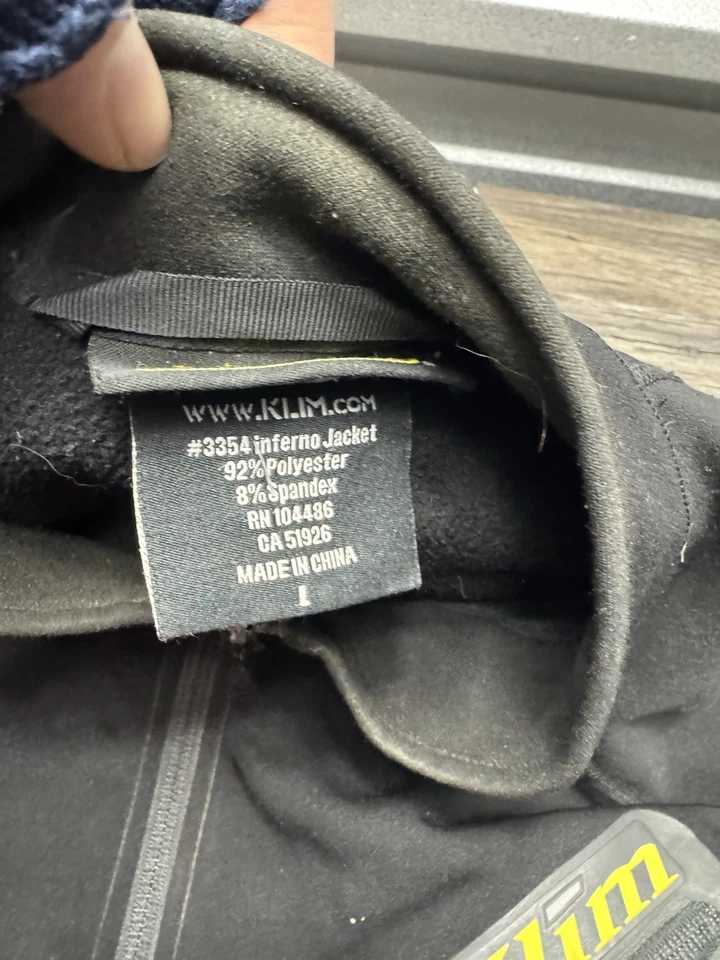 WWW.KLIM.COM
#3354 inferno Jacket
92% Polyester
8% Spandex
RN 104486
CA 51926
MADE IN CHINA
L
klim